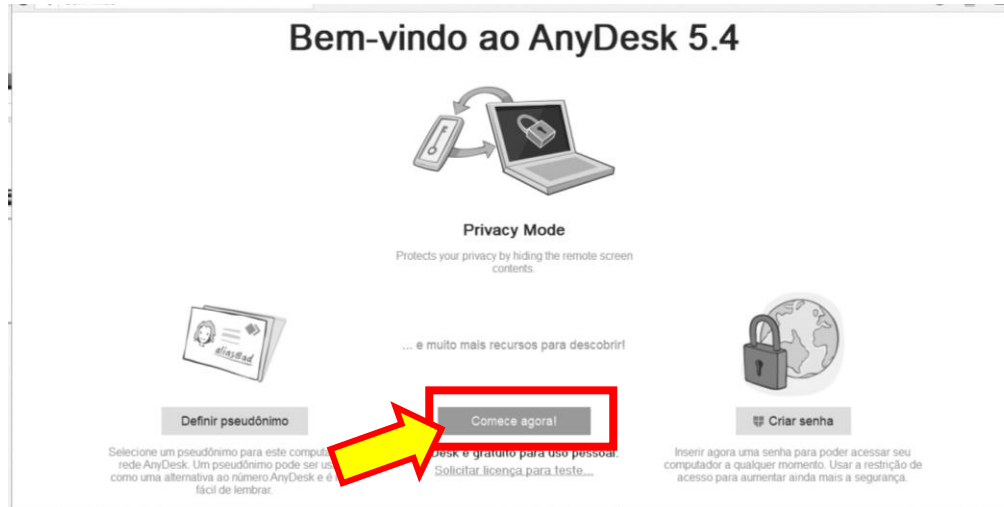 Bem-vindo ao AnyDesk 5.4
Privacy Mode
Protects your privacy by hiding the remote screen
contents.
alias@ad
... e muito mais recursos para descobrir!
Definir pseudônimo
Comece agora!
Criar senha
Selecione um pseudônimo para este
rede AnyDesk. Um pseudônimo pode ser
como uma alternativa ao número AnyDesk e é
fácil de lembrar.
Desk é gratuito para uso pessoal.
Solicitar licença para teste...
Inserir agora uma senha para poder acessar seu
computador a qualquer momento. Usar a restrição de
acesso para aumentar ainda mais a segurança.